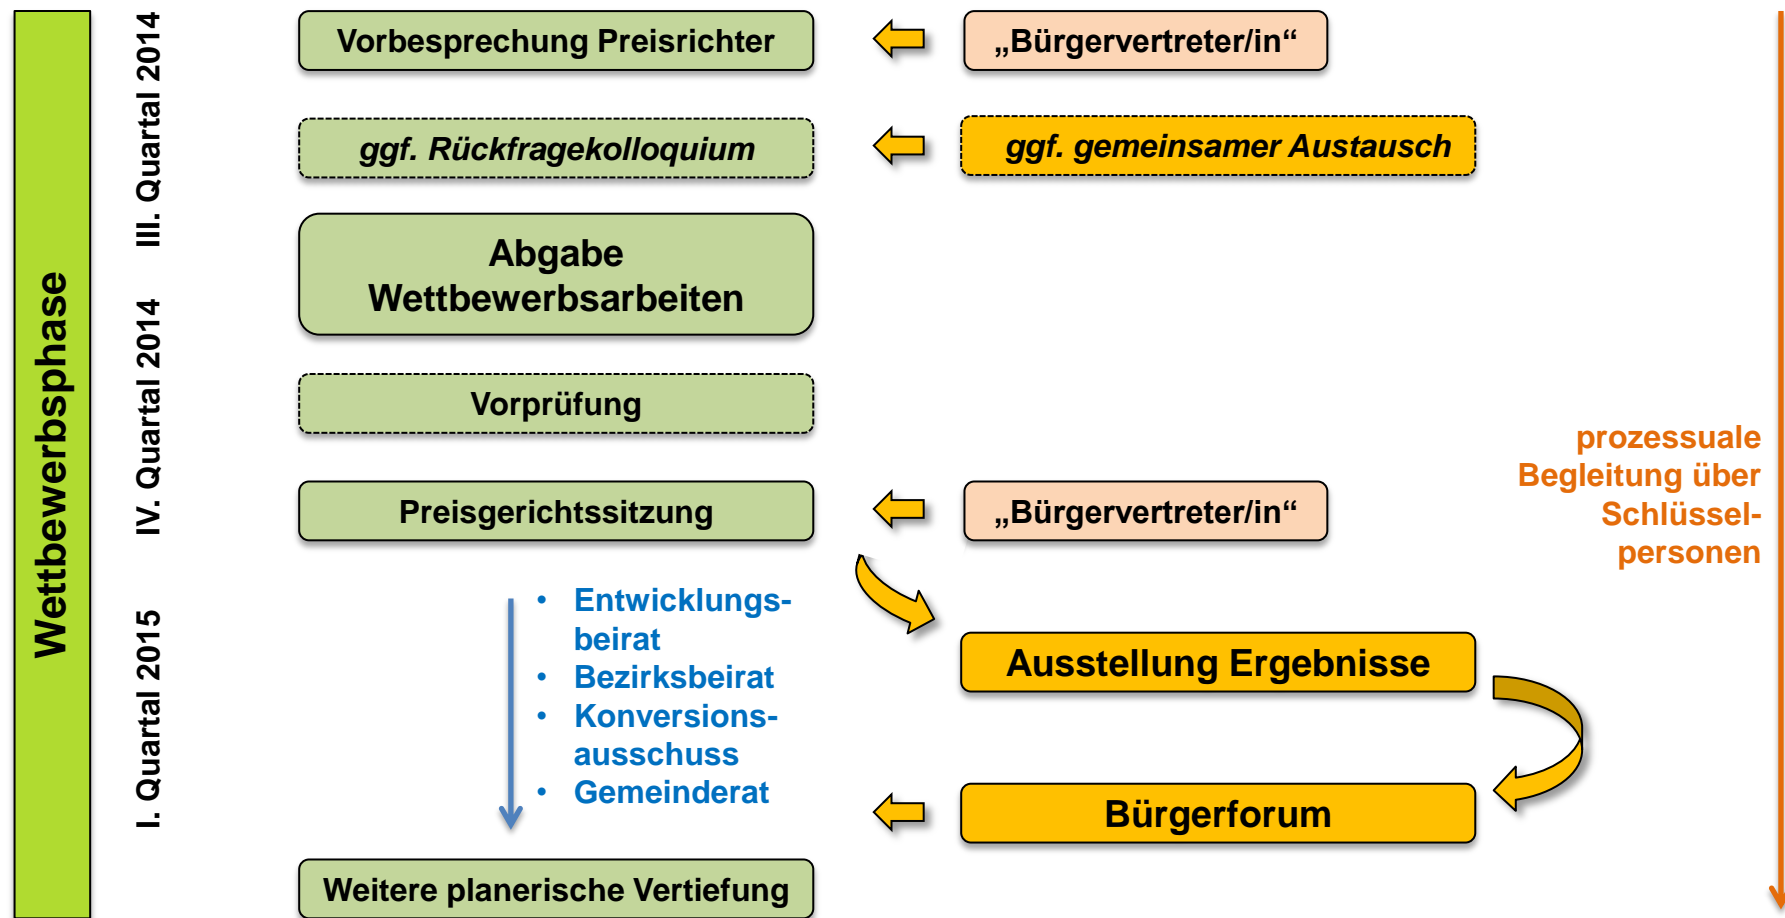 Wettbewerbsphase
III. Quartal 2014
IV. Quartal 2014
I. Quartal 2015
Vorbesprechung Preisrichter
„Bürgervertreter/in“
ggf. Rückfragekolloquium
ggf. gemeinsamer Austausch
Abgabe
Wettbewerbsarbeiten
Vorprüfung
Preisgerichtssitzung
„Bürgervertreter/in“
prozessuale
Begleitung über
Schlüssel-
personen
• Entwicklungs-
beirat
• Bezirksbeirat
• Konversions-
ausschuss
• Gemeinderat
Ausstellung Ergebnisse
Bürgerforum
Weitere planerische Vertiefung